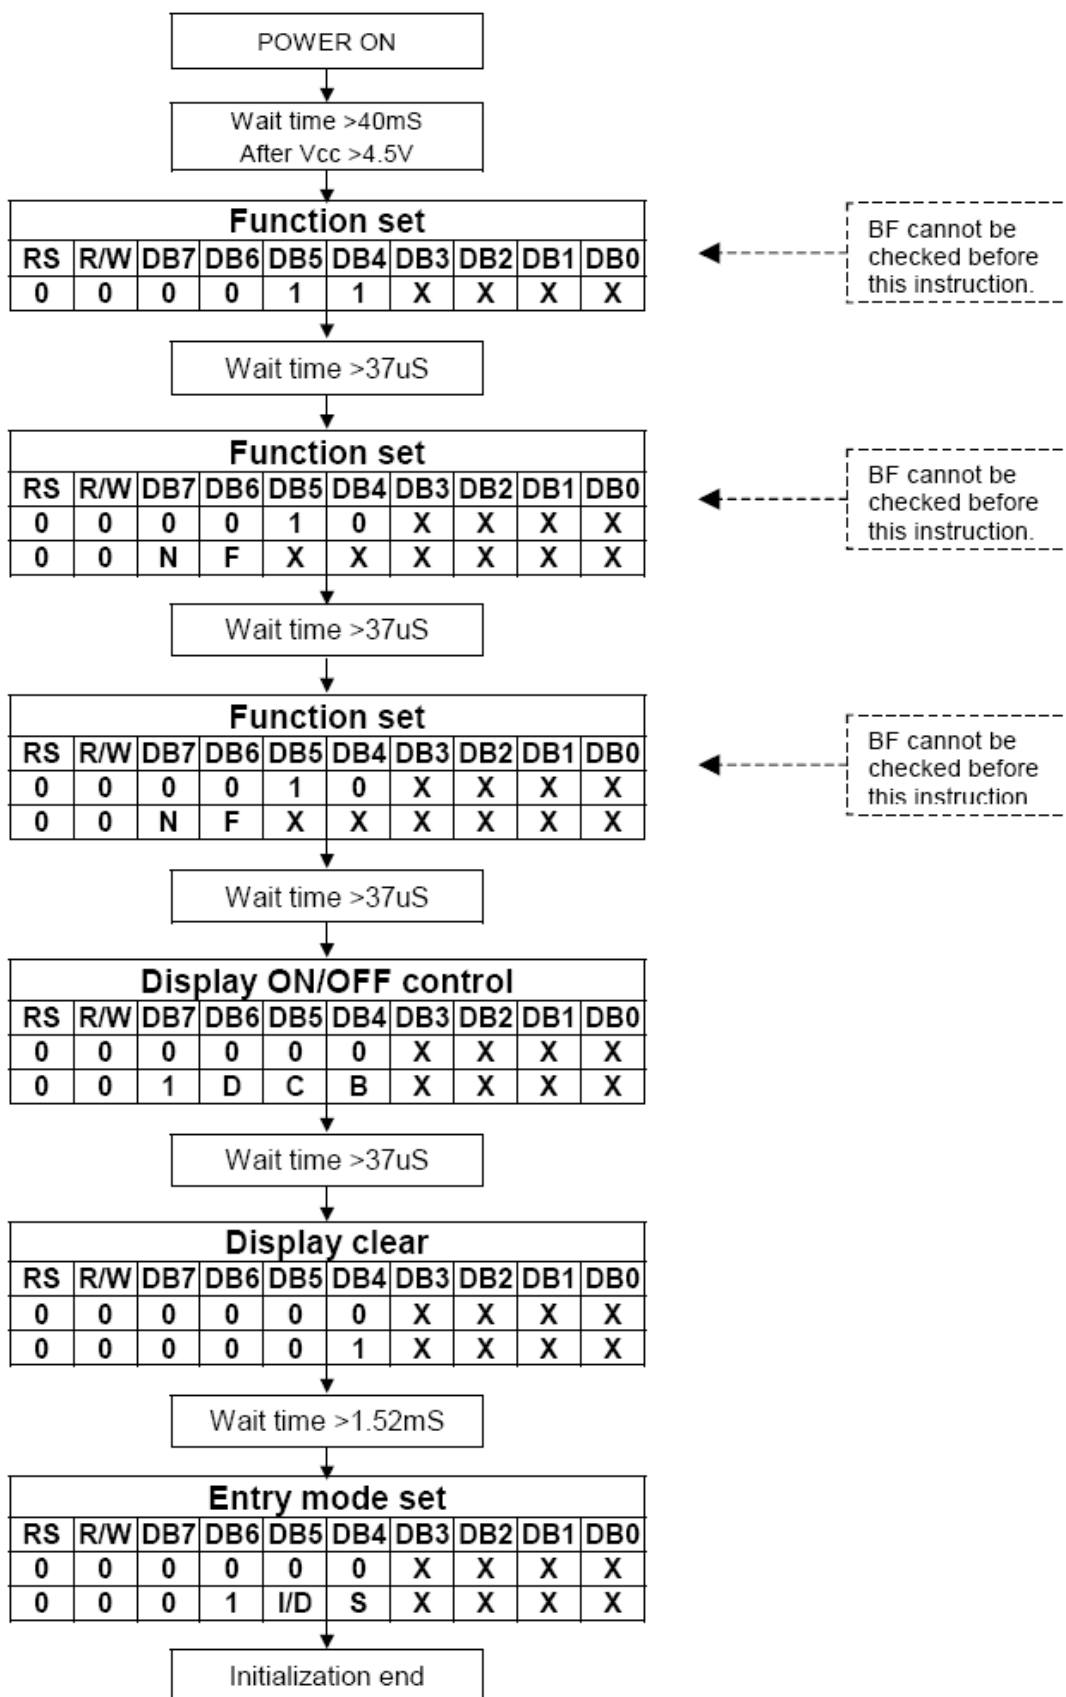 POWER ON
Wait time >40mS
After Vcc >4.5V
Function set
RS R/W DB7 DB6 DB5 DB4 DB3 DB2 DB1 DB0
0 0 0 0 1 1 X X X X
BF cannot be
checked before
this instruction.
Wait time >37uS
Function set
RS R/W DB7 DB6 DB5 DB4 DB3 DB2 DB1 DB0
0 0 0 0 1 0 X X X X
0 0 N F X X X X X X
BF cannot be
checked before
this instruction.
Wait time >37uS
Function set
RS R/W DB7 DB6 DB5 DB4 DB3 DB2 DB1 DB0
0 0 0 0 1 0 X X X X
0 0 N F X X X X X X
BF cannot be
checked before
this instruction
Wait time >37uS
Display ON/OFF control
RS R/W DB7 DB6 DB5 DB4 DB3 DB2 DB1 DB0
0 0 0 0 0 0 X X X X
0 0 1 D C B X X X X
Wait time >37uS
Display clear
RS R/W DB7 DB6 DB5 DB4 DB3 DB2 DB1 DB0
0 0 0 0 0 0 X X X X
0 0 0 0 0 1 X X X X
Wait time >1.52mS
Entry mode set
RS R/W DB7 DB6 DB5 DB4 DB3 DB2 DB1 DB0
0 0 0 0 0 0 X X X X
0 0 0 1 I/D S X X X X
Initialization end